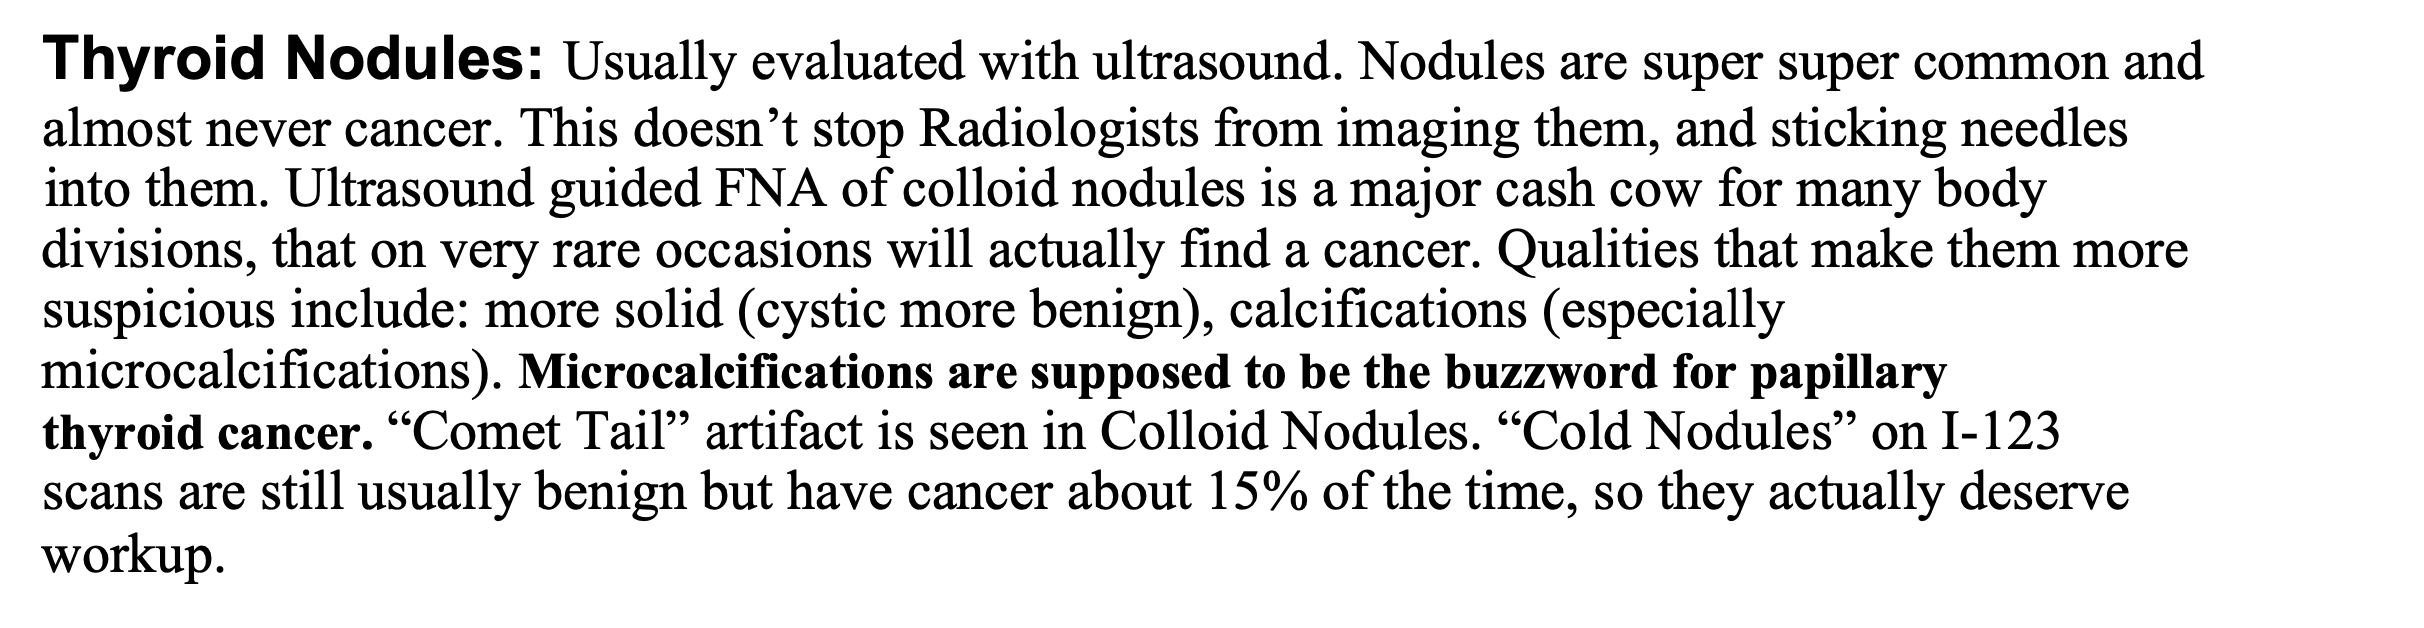 Thyroid Nodules: Usually evaluated with ultrasound. Nodules are super super common and
almost never cancer. This doesn’t stop Radiologists from imaging them, and sticking needles
into them. Ultrasound guided FNA of colloid nodules is a major cash cow for many body
divisions, that on very rare occasions will actually find a cancer. Qualities that make them more
suspicious include: more solid (cystic more benign), calcifications (especially
microcalcifications). Microcalcifications are supposed to be the buzzword for papillary
thyroid cancer. “Comet Tail” artifact is seen in Colloid Nodules. “Cold Nodules” on I-123
scans are still usually benign but have cancer about 15% of the time, so they actually deserve
workup.